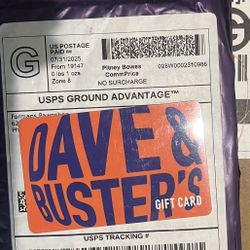 G
US POSTAGE
PAID
07/31/2025
From 19147
0 lbs 1 ozs
Zone 8
Pitney Bowes
CommPrice
NO SURCHARGE
026W0002310986
USPS GROUND ADVANTAGE™
DAVE &
BUSTER'S
GIFT CARD
USPS TRACKING #